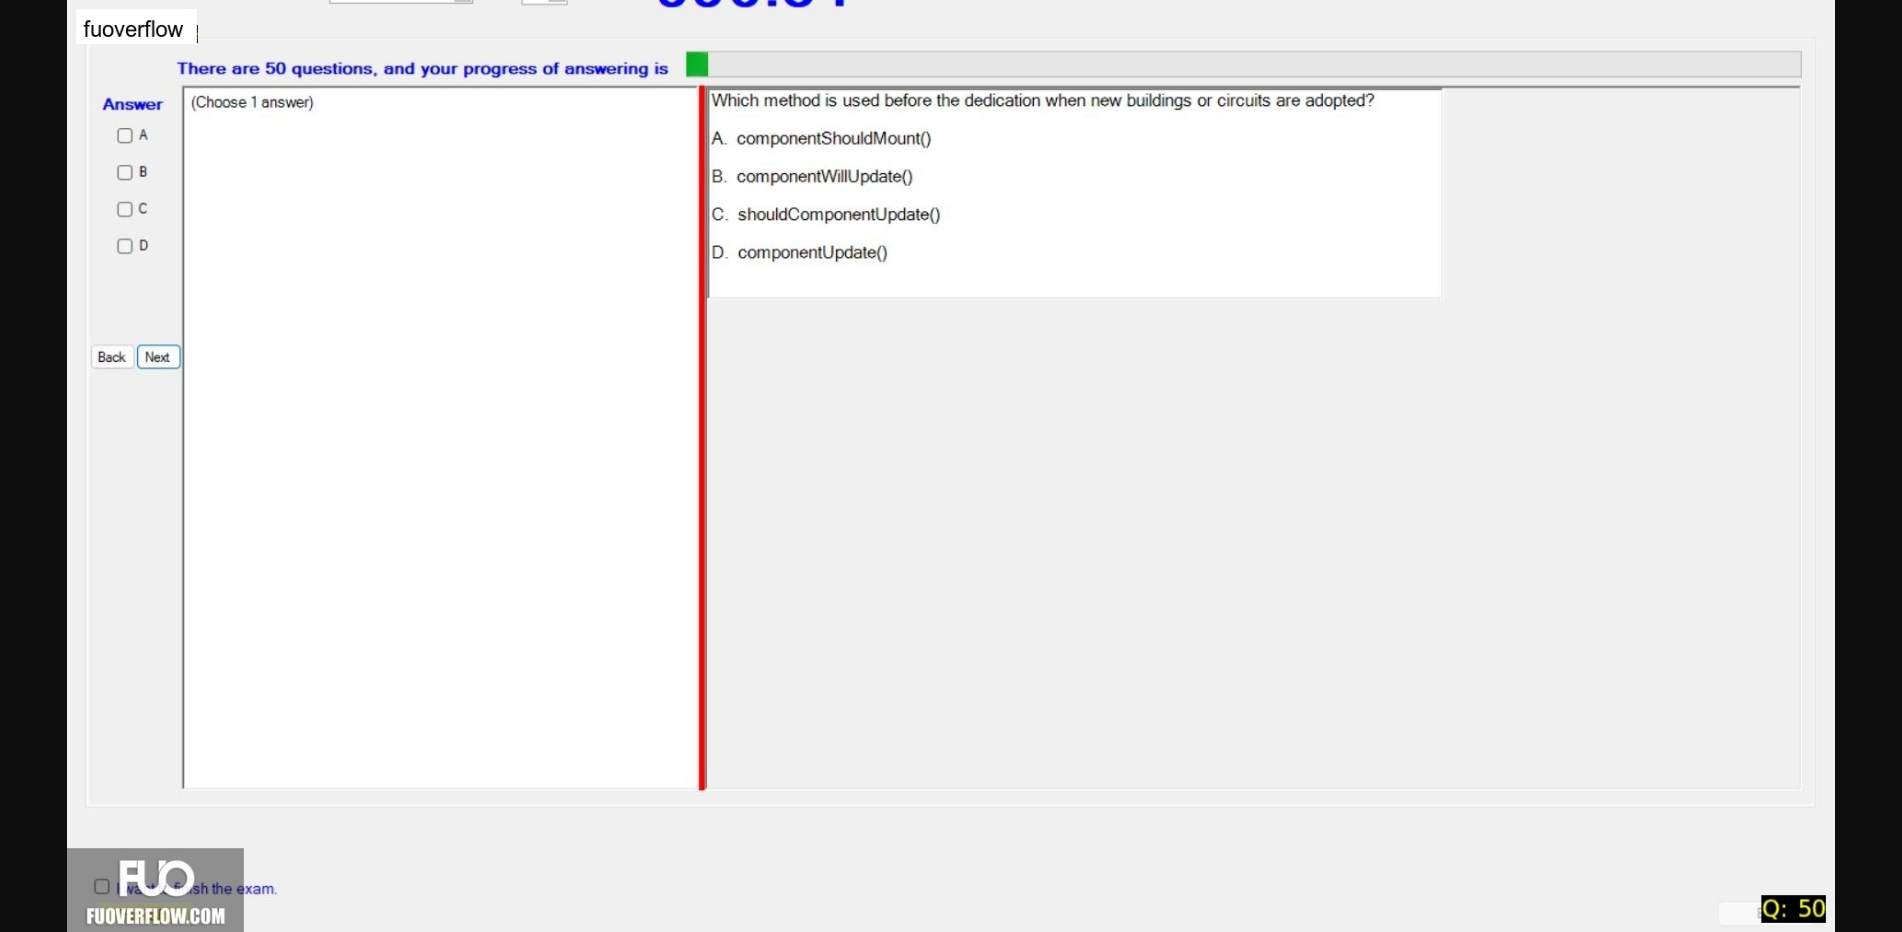 fuoverflow
There are 50 questions, and your progress of answering is
Answer
(Choose 1 answer)
A
B
C
D
Back
Next
Which method is used before the dedication when new buildings or circuits are adopted?
A. componentShouldMount()
B. componentWillUpdate()
C. shouldComponentUpdate()
D. componentUpdate()
FUO
sh the exam.
FUOVERFLOW.COM
Q: 50